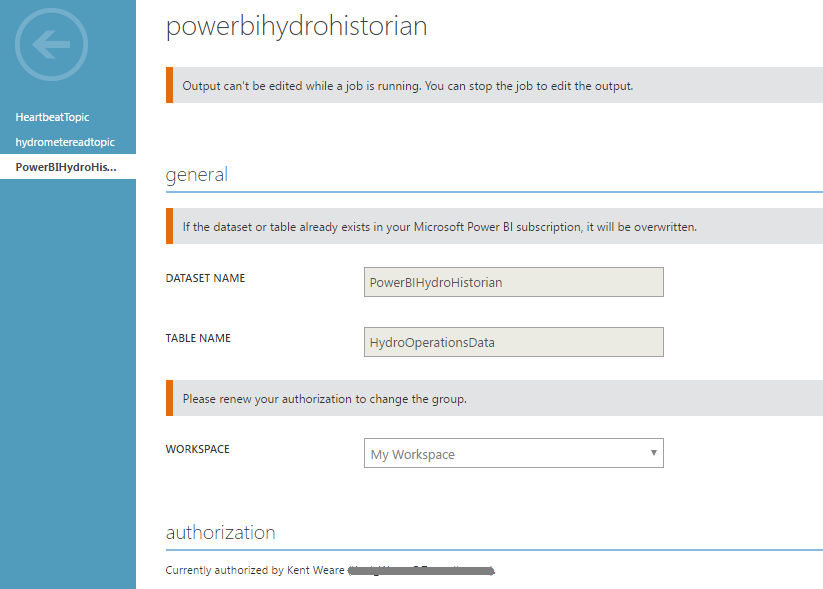 powerbihydrohistorian
Output can't be edited while a job is running. You can stop the job to edit the output.
HeartbeatTopic
hydrometereadtopic
PowerBIHydroHis...
general
If the dataset or table already exists in your Microsoft Power BI subscription, it will be overwritten.
DATASET NAME
PowerBIHydroHistorian
TABLE NAME
HydroOperationsData
Please renew your authorization to change the group.
WORKSPACE
My Workspace
authorization
Currently authorized by Kent Weare